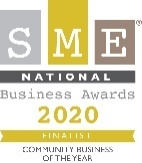 SME®
NATIONAL
Business Awards
2020
FINALIST
COMMUNITY BUSINESS
OF THE YEAR